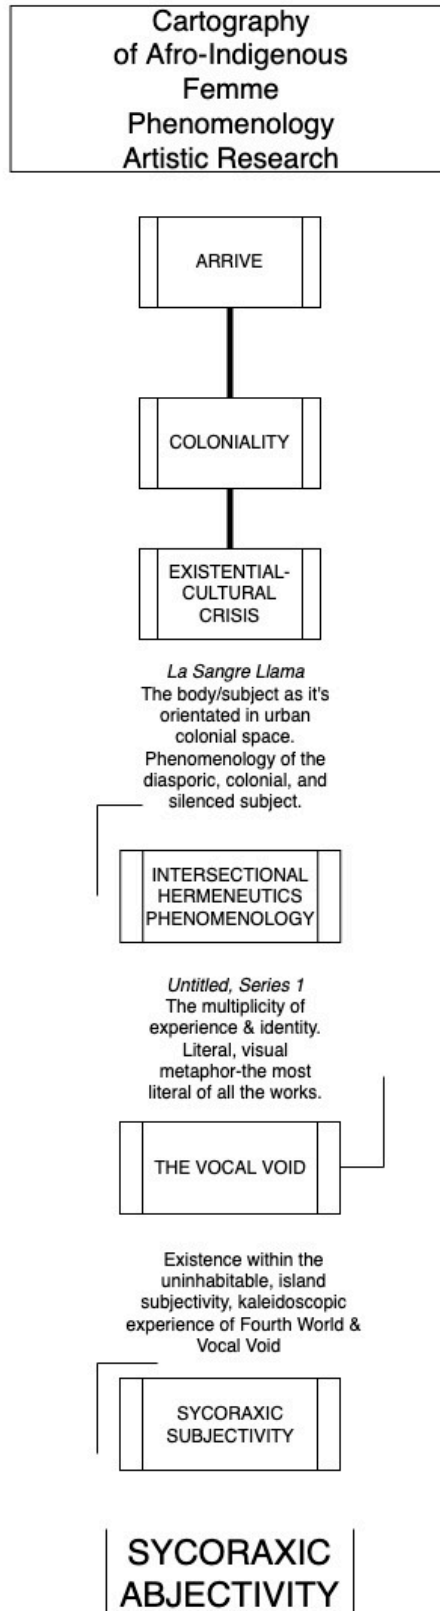 Cartography
of Afro-Indigenous
Femme
Phenomenology
Artistic Research
ARRIVE
COLONIALITY
EXISTENTIAL-
CULTURAL
CRISIS
La Sangre Llama
The body/subject as it's
orientated in urban
colonial space.
Phenomenology of the
diasporic, colonial, and
silenced subject.
INTERSECTIONAL
HERMENEUTICS
PHENOMENOLOGY
Untitled, Series 1
The multiplicity of
experience & identity.
Literal, visual
metaphor-the most
literal of all the works.
THE VOCAL VOID
Existence within the
uninhabitable, island
subjectivity, kaleidoscopic
experience of Fourth World &
Vocal Void
SYCORAXIC
SUBJECTIVITY
SYCORAXIC
ABJECTIVITY